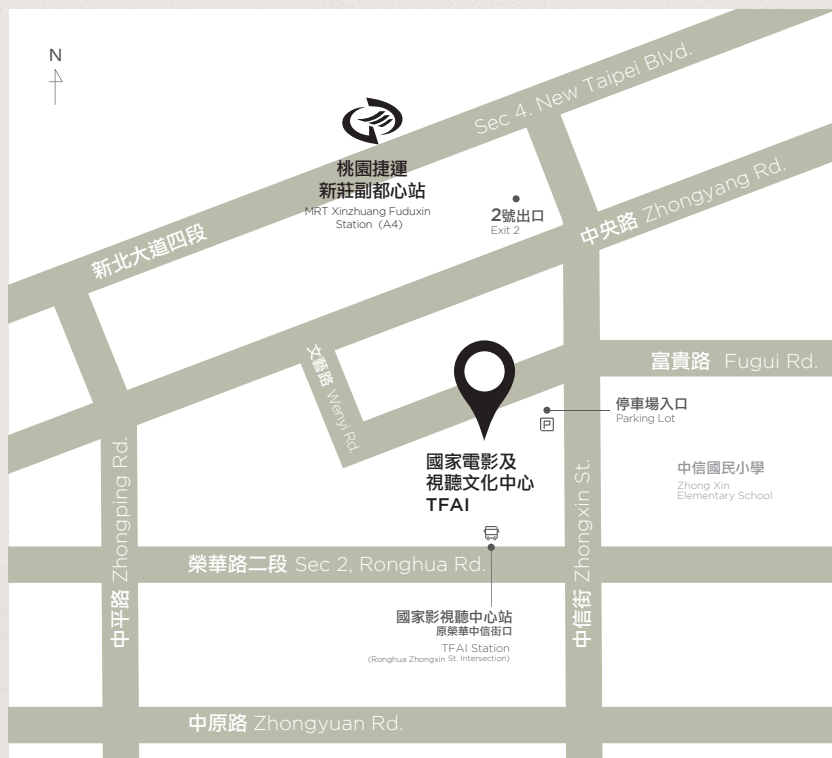 N
Sec 4. New Taipei Blvd.
桃園捷運
新莊副都心站
MRT Xinzhuang Fuduxin
Station (A4)
2號出口
Exit 2
中央路 Zhongyang Rd.
新北大道四段
文藝路 Wenyi Rd.
富貴路 Fugui Rd.
停車場入口
Parking Lot
P
國家電影及
視聽文化中心
TFAI
中信國民小學
Zhong Xin
Elementary School
中平路 Zhongping Rd.
中信街 Zhongxin St.
榮華路二段 Sec 2, Ronghua Rd.
國家影視聽中心站
原榮華中信街口
TFAI Station
(Ronghua Zhongxin St. Intersection)
中原路 Zhongyuan Rd.